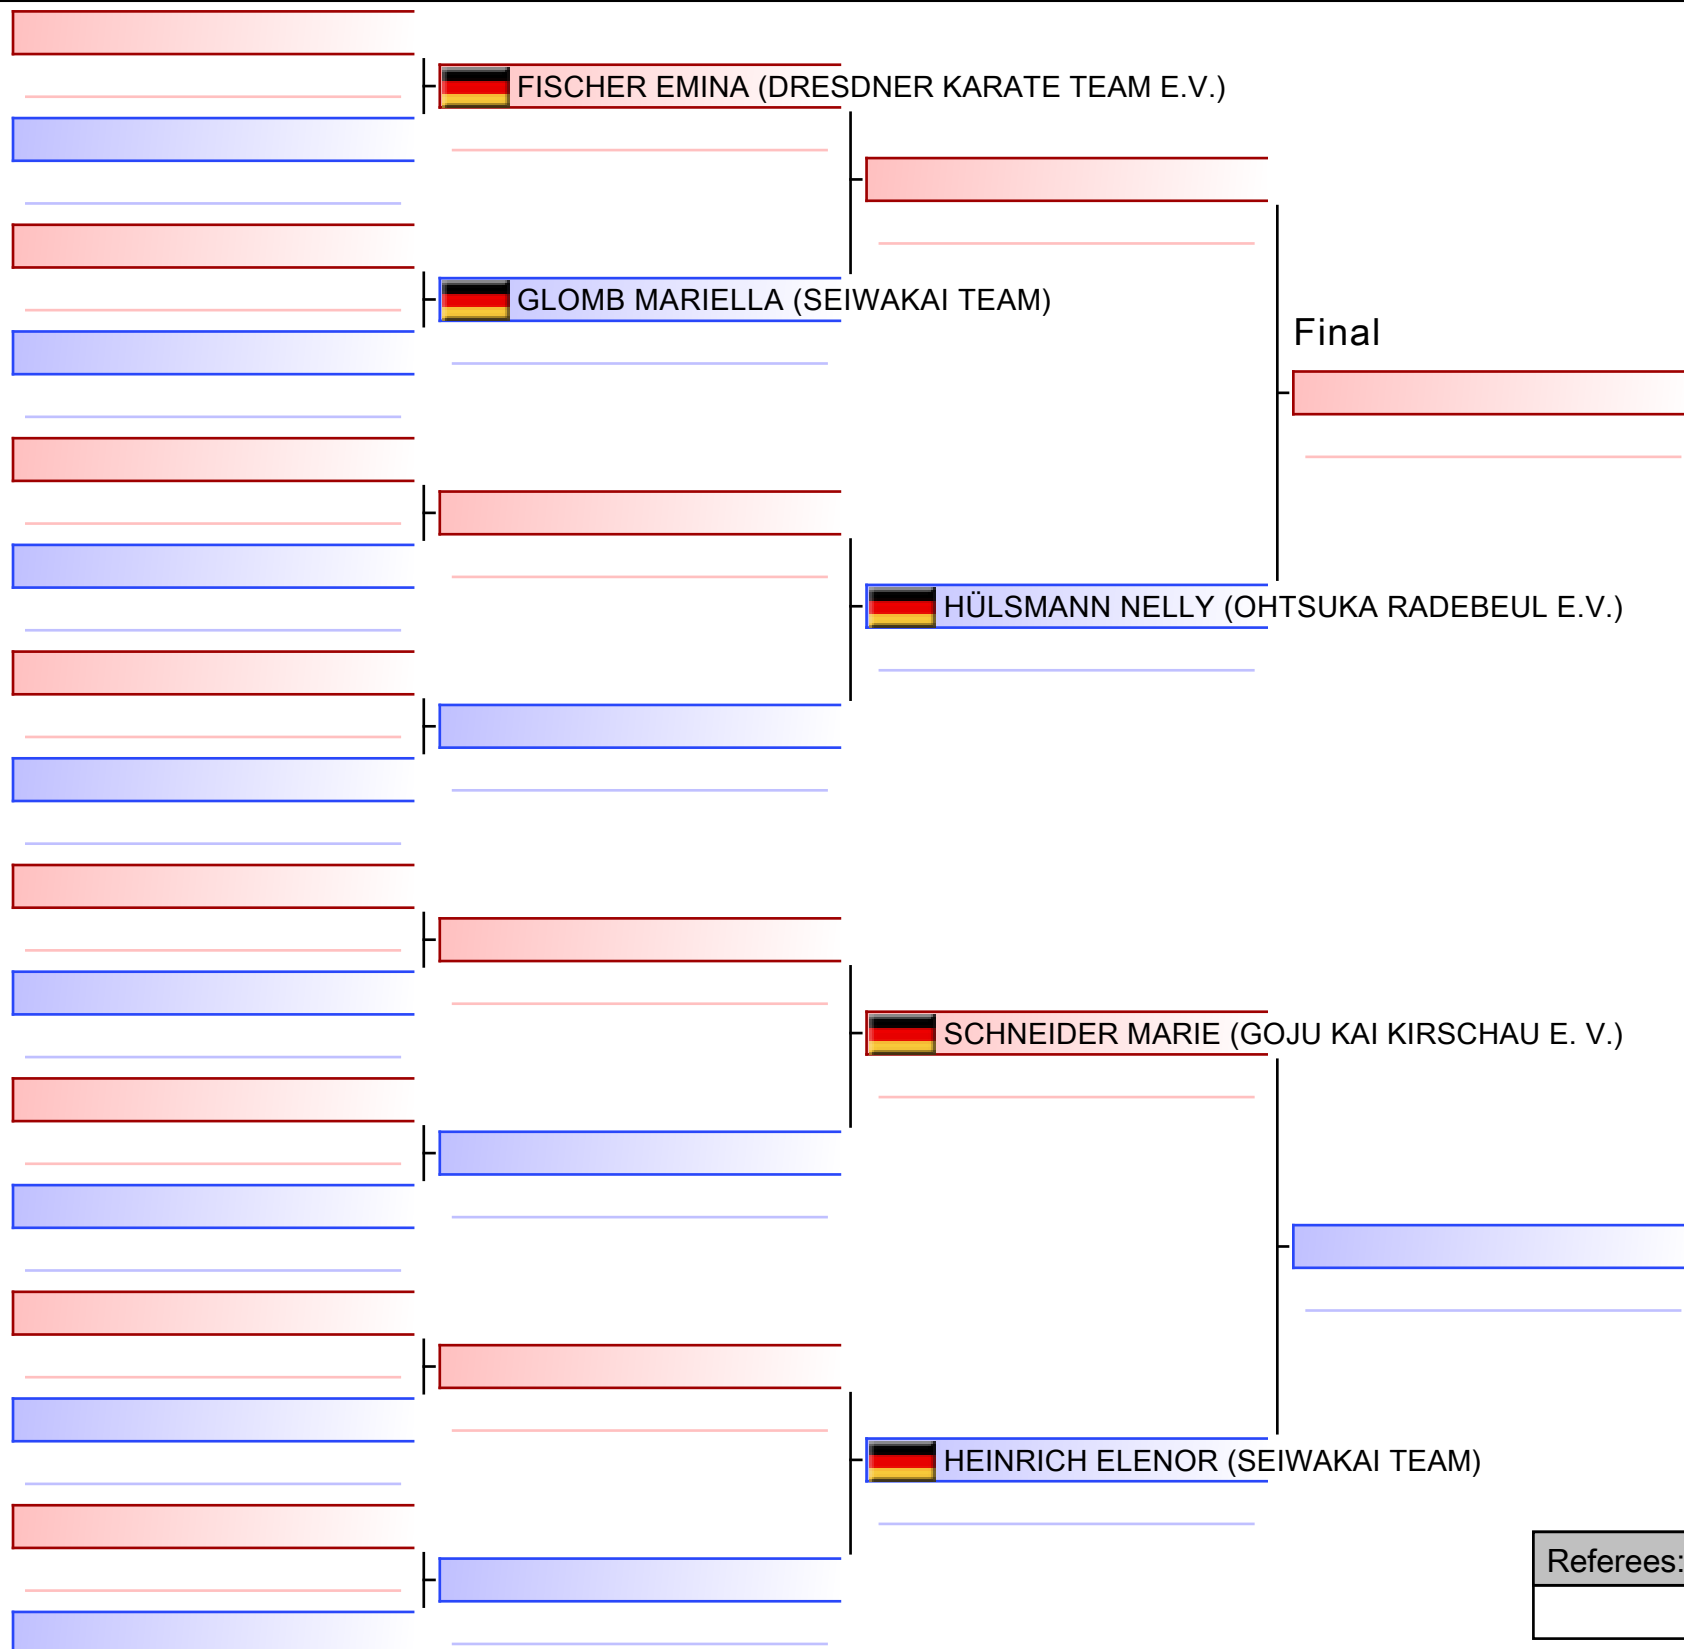 FISCHER EMINA (DRESDNER KARATE TEAM E.V.)
GLOMB MARIELLA (SEIWAKAI TEAM)
Final
HÜLSMANN NELLY (OHTSUKA RADEBEUL E.V.)
SCHNEIDER MARIE (GOJU KAI KIRSCHAU E. V.)
HEINRICH ELENOR (SEIWAKAI TEAM)
Referees: